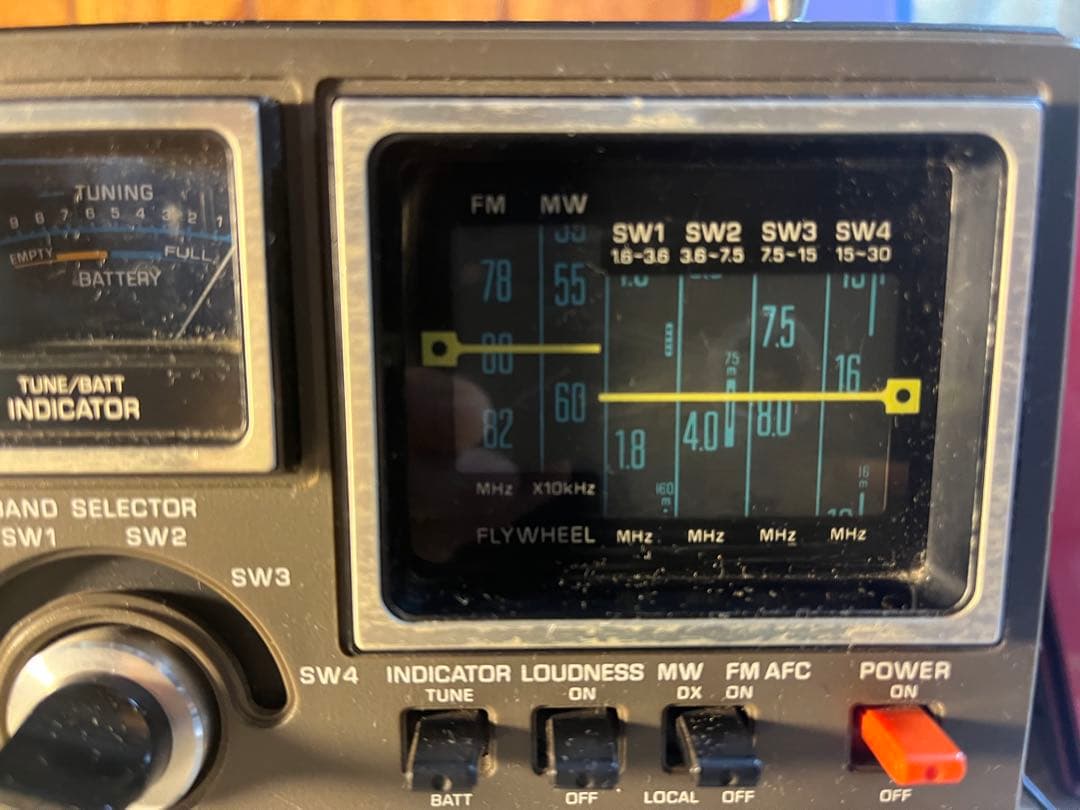 TUNING
9 8 7 6 5 4 3 2 1
EMPTY FULL
BATTERY
TUNE/BATT
INDICATOR
FM MW
SW1 SW2 SW3 SW4
1.6~3.6 3.6~7.5 7.5~15 15~30
78 55
7.5
80
75
m
16
82 60
1.8 4.0 8.0
160
m
16
m
MHz X10kHz
FLYWHEEL
MHz MHz MHz MHz
BAND SELECTOR
SW1 SW2
SW3
SW4
INDICATOR LOUDNESS MW FM AFC POWER
TUNE ON DX ON ON
BATT OFF LOCAL OFF OFF